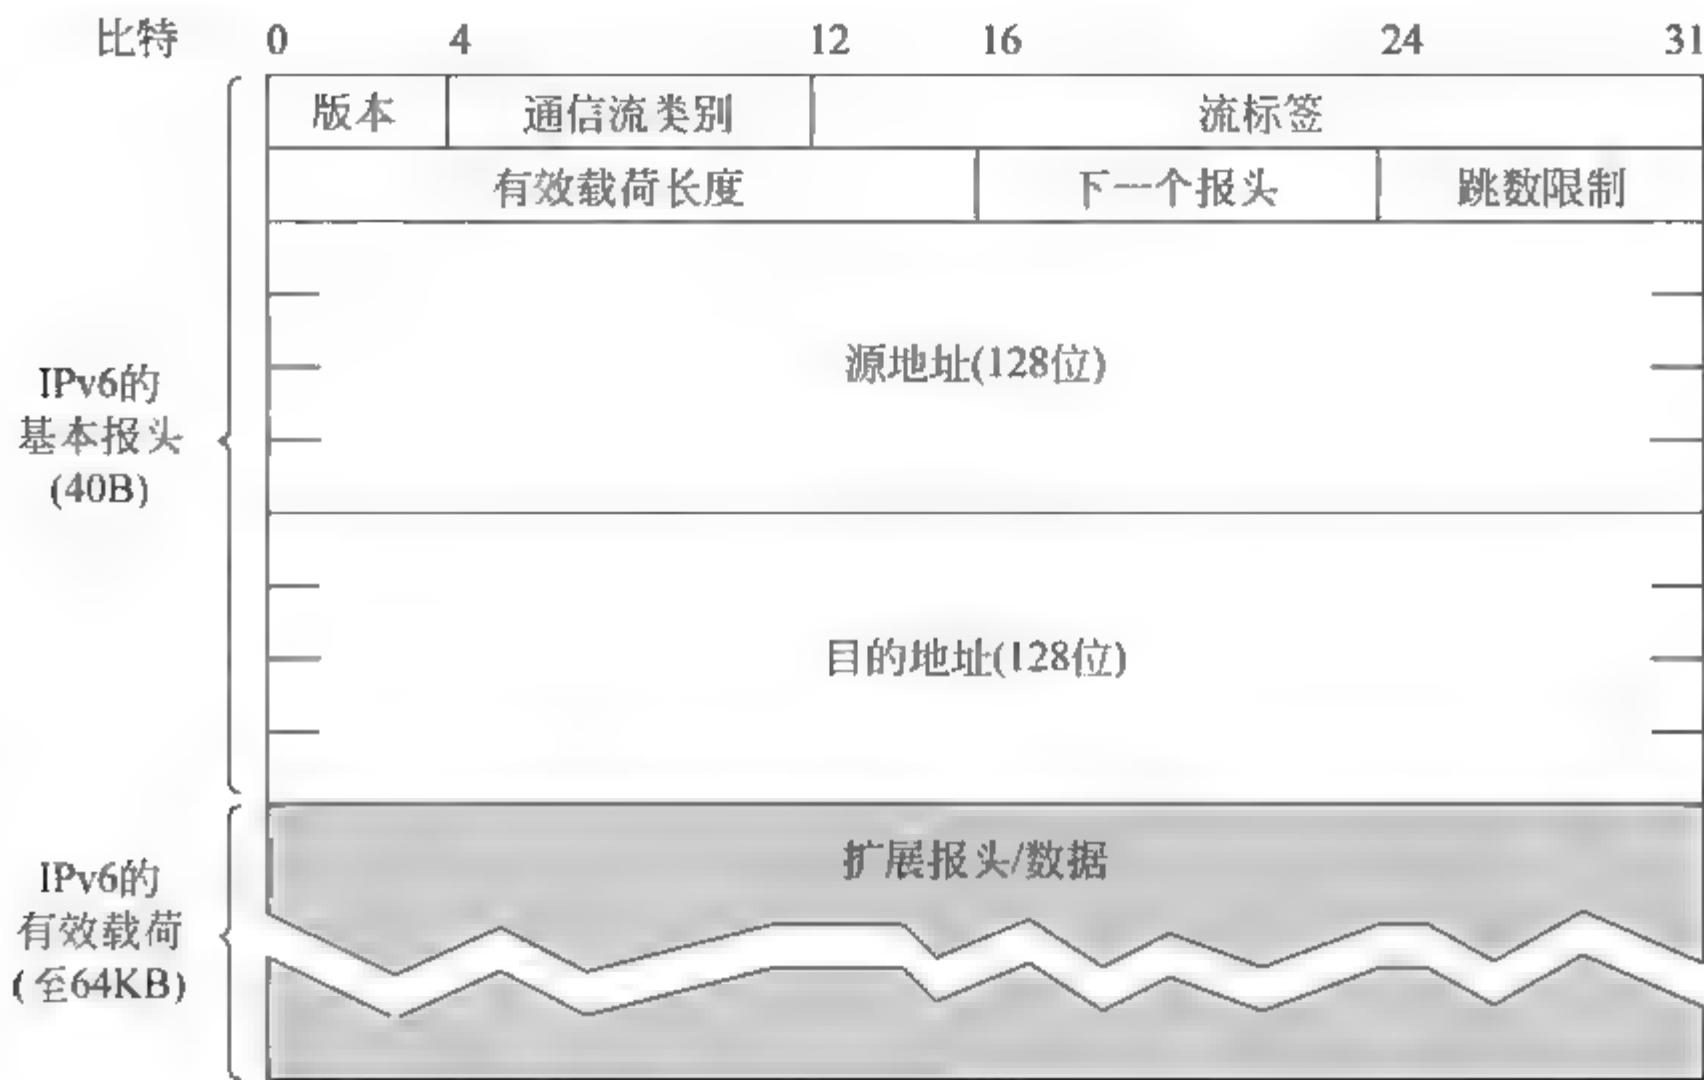 比特 0 4 12 16 24 31
版本 通信流类别 流标签
有效载荷长度 下一个报头 跳数限制
源地址(128位)
IPv6的
基本报头
(40B)
目的地址(128位)
扩展报头/数据
IPv6的
有效载荷
(至64KB)